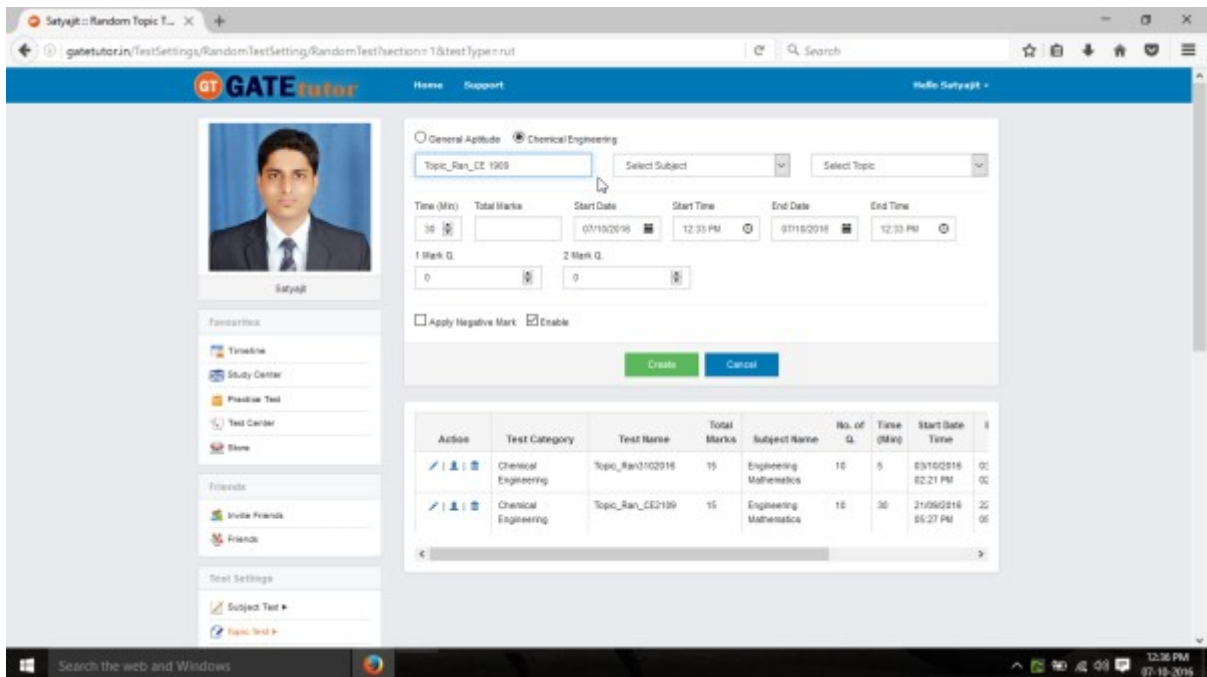 Satyajit :: Random Topic T...
gatetutor.in/TestSettings/RandomTestSetting/RandomTest?section=1&testType=rut
Search
GT GATEtutor
Home Support
Hello Satyajit
General Aptitude Chemical Engineering
Topic_Ran_CE 1909 Select Subject Select Topic
Time (Min) Total Marks Start Date Start Time End Date End Time
30 07/10/2016 12:33 PM 07/10/2016 12:33 PM
1 Mark Q. 2 Mark Q.
0 0
Apply Negative Mark Enable
Create Cancel
Satyajit
Favourites
Timeline
Study Center
Practise Test
Test Center
Store
Friends
Invite Friends
Friends
Test Settings
Subject Test
Topic Test
Action Test Category Test Name Total Marks Subject Name No. of Q. Time (Min) Start Date Time
Chemical Engineering Topic_Ran3102016 15 Engineering Mathematics 10 5 03/10/2016 02:21 PM
Chemical Engineering Topic_Ran_CE2109 15 Engineering Mathematics 10 30 21/09/2016 05:27 PM
Search the web and Windows
12:36 PM
07-10-2016